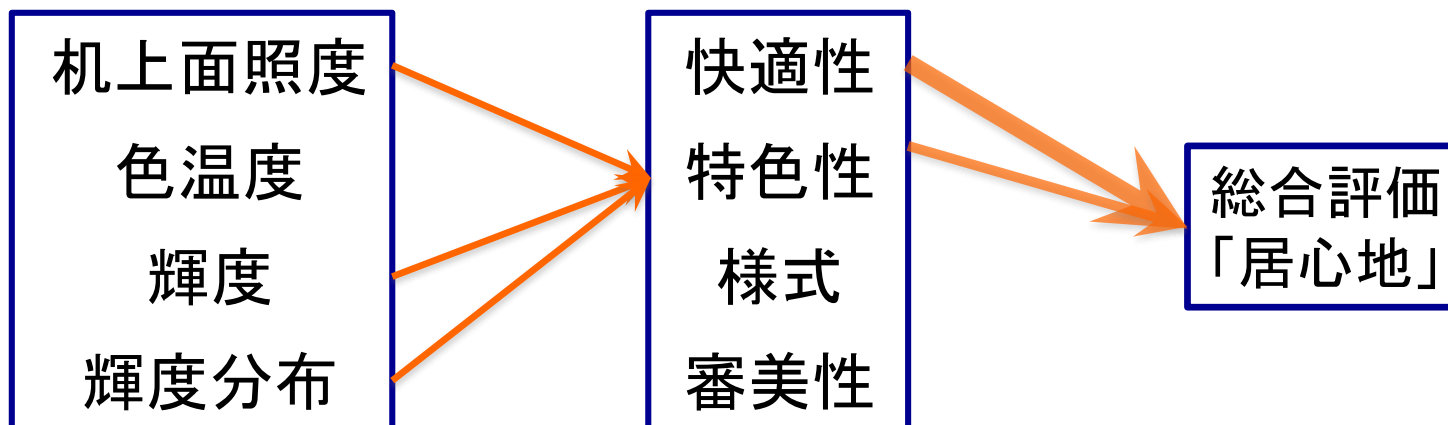 机上面照度
色温度
輝度
輝度分布
快適性
特色性
様式
審美性
総合評価
「居心地」